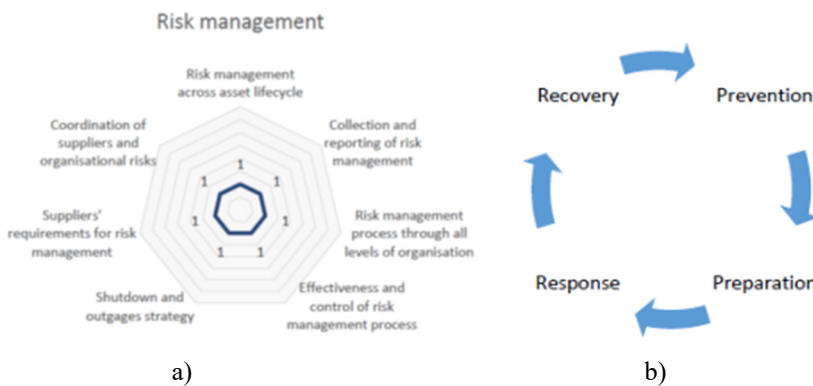 Risk management
Risk management
across asset lifecycle
Collection and
reporting of risk
management
Risk management
process through all
levels of organisation
Effectiveness and
control of risk
management process
Shutdown and
outgages strategy
Suppliers'
requirements for risk
management
Coordination of
suppliers and
organisational risks
1
1
1
1
1
1
1
a)
Recovery
Prevention
Preparation
Response
b)